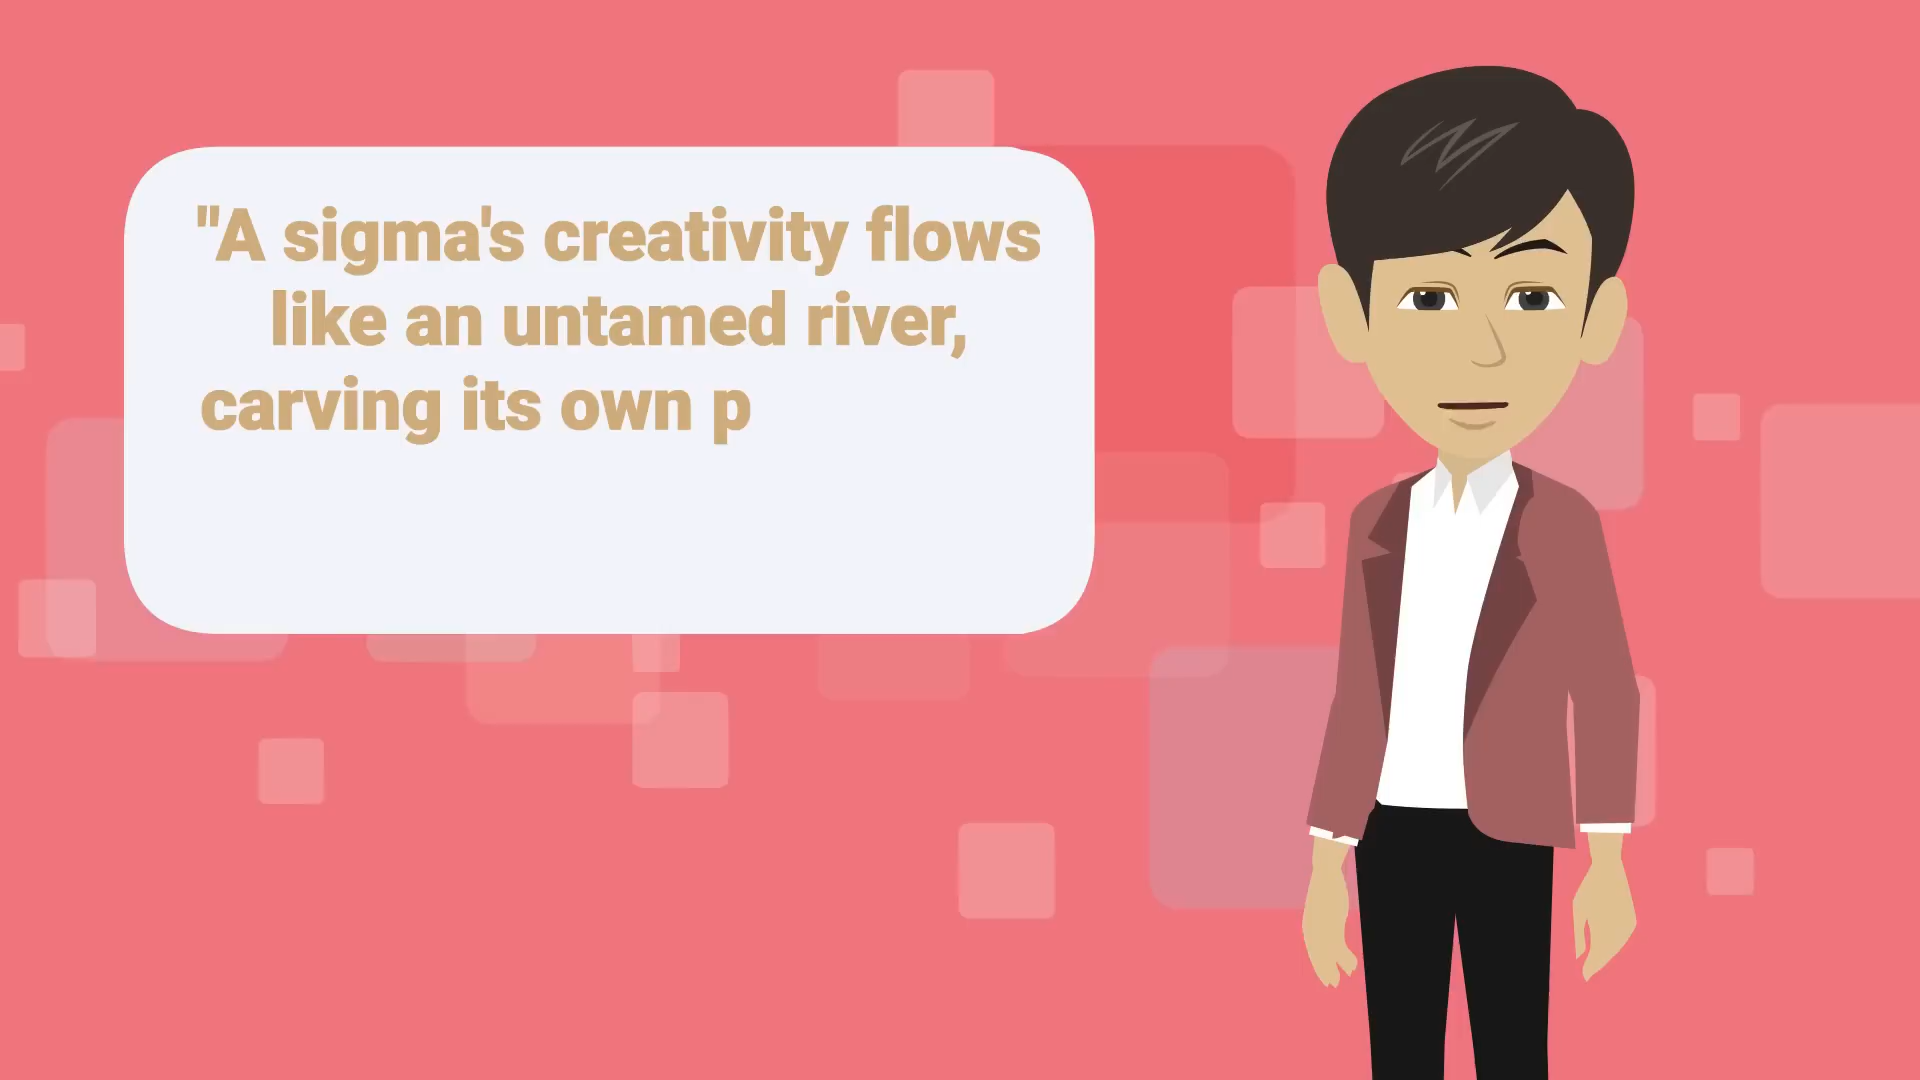 "A sigma's creativity flows
like an untamed river,
carving its own p